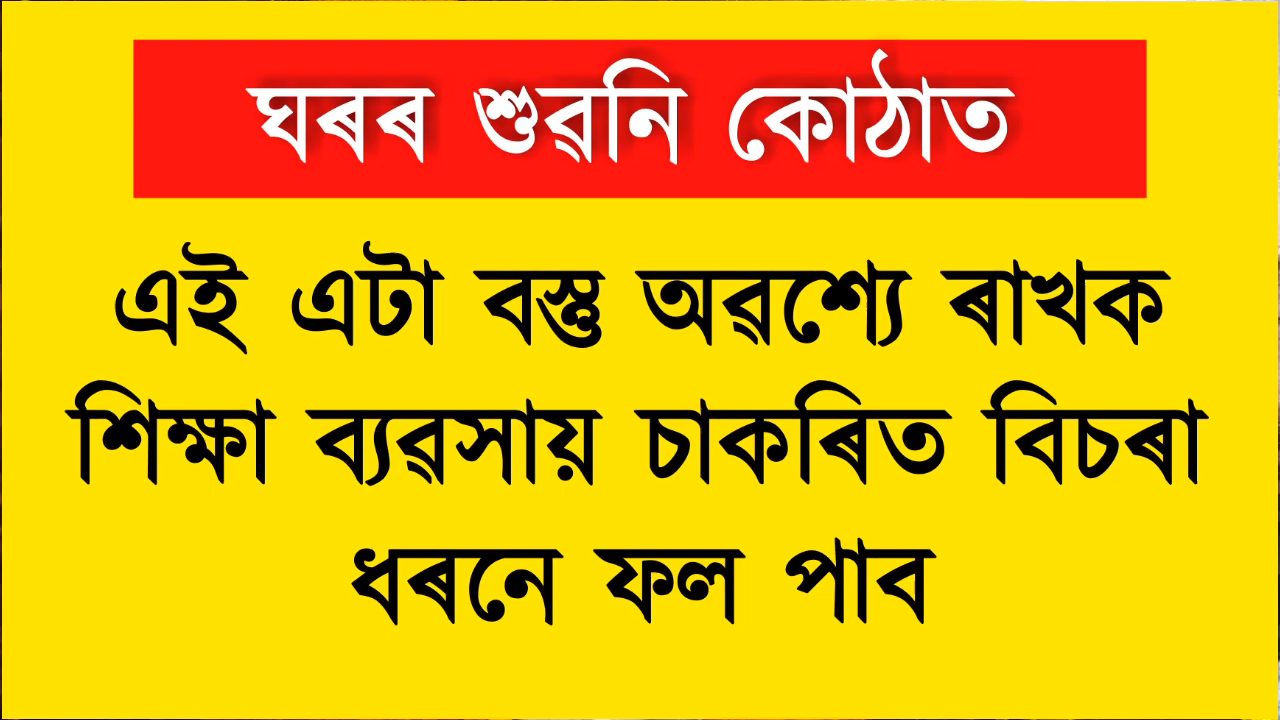 ঘৰৰ শুৱনি কোঠাত
এই এটা বস্তু অৱশ্যে ৰাখক
শিক্ষা ব্যৱসায় চাকৰিত বিচৰা
ধৰনে ফল পাব